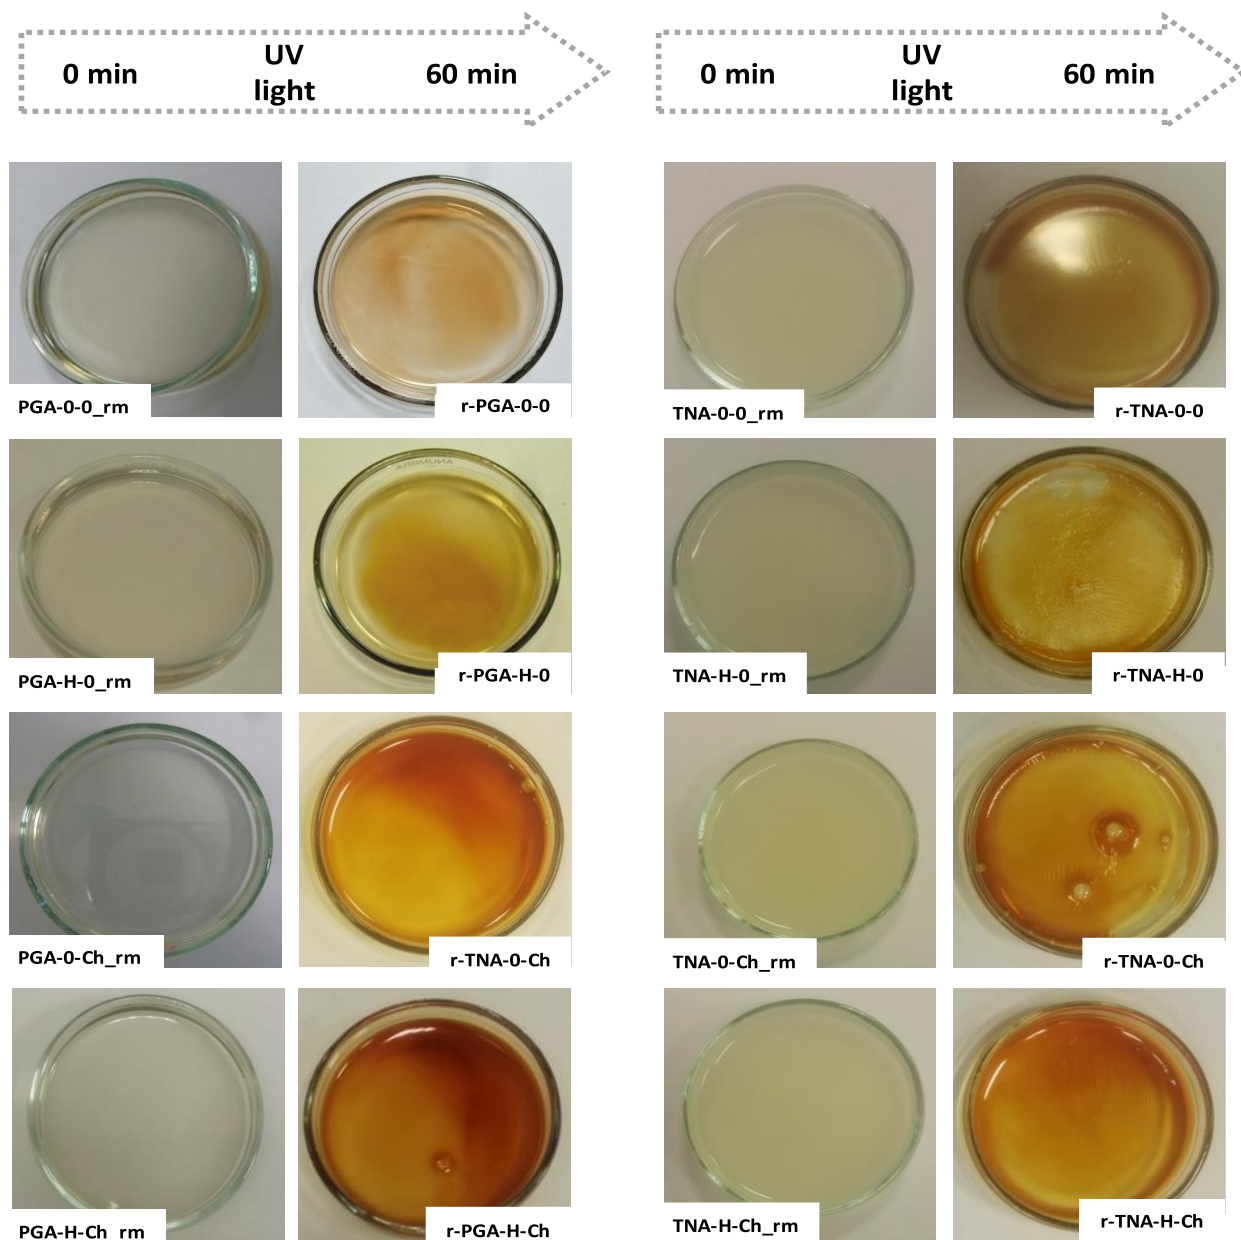 0 min
UV
light
60 min
0 min
UV
light
60 min
PGA-0-0_rm
r-PGA-0-0
TNA-0-0_rm
r-TNA-0-0
PGA-H-0_rm
r-PGA-H-0
TNA-H-0_rm
r-TNA-H-0
PGA-0-Ch_rm
r-TNA-0-Ch
TNA-0-Ch_rm
r-TNA-0-Ch
PGA-H-Ch_rm
r-PGA-H-Ch
TNA-H-Ch_rm
r-TNA-H-Ch